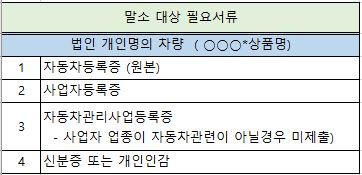 말소 대상 필요서류
법인 개인명의 차량 ( ○○○*상품명)
1 자동차등록증 (원본)
2 사업자등록증
3 자동차관리사업등록증
- 사업자 업종이 자동차관련이 아닐경우 미제출)
4 신분증 또는 개인인감